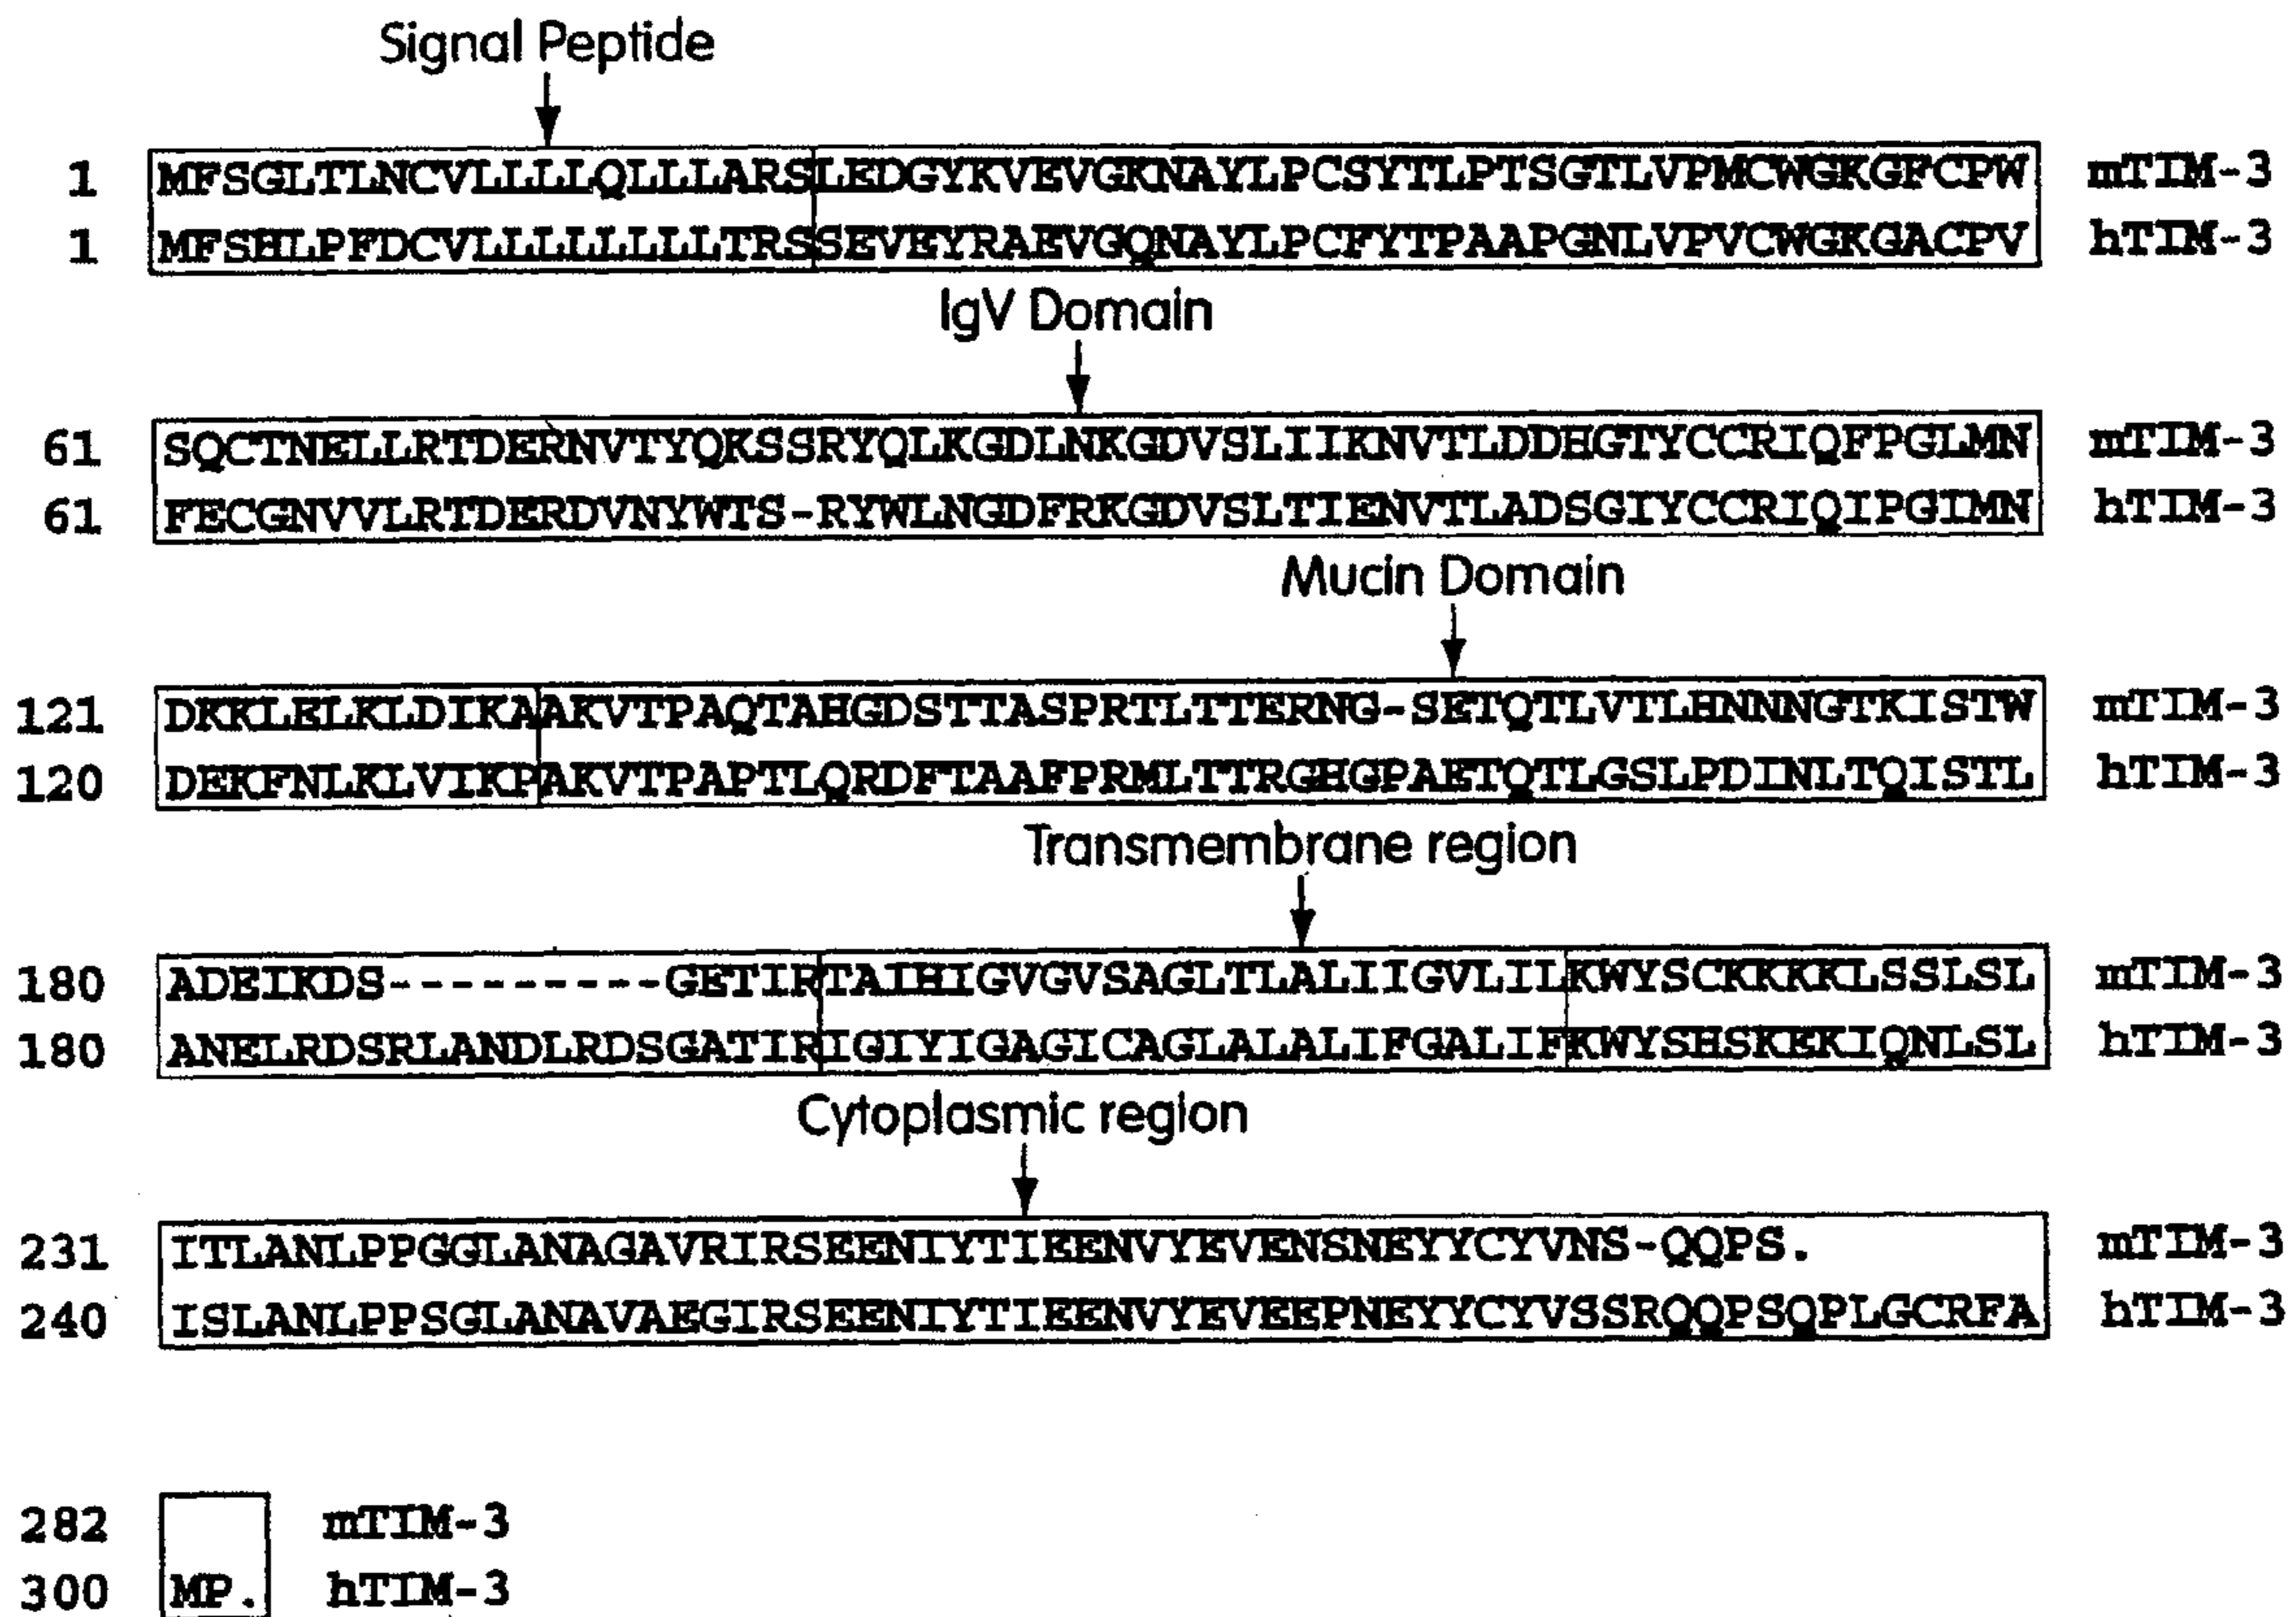 Signal Peptide
1 MFSGLTLNCVLLLLQLLLARSLEDGYKVEVGKNAYLPCSYTLPTSGTLVPMCWGKGFCPW mTIM-3
1 MFSHLPFDCVLLLLLLLLTRSSEVEYRAEVGQNAYLPCFYTPAAPGNLVPVCWGKGACPV hTIM-3
IgV Domain
61 SQCTNELLRTDERNVTYQKSSRYQLKGDLNKGDVSLIIKNVTLDDHGTYCCRIQFPGLMN mTIM-3
61 FECGNVVLRTDERDVNYWTS-RYWLNGDFRKGDVSLTIENVTLADSGIYCCRIQIPGIMN hTIM-3
Mucin Domain
121 DKKLELKLDIKAAKVTPAQTAHGDSTTASPRTLTTERNG-SETQTLVTLHNNNGTKISTW mTIM-3
120 DEKFNLKLVIKPAKVTPAPTLQRDFTAAFPRMLTTRGHGPAETQTLGSLPDINLTQISTL hTIM-3
Transmembrane region
180 ADEIKDS----------GETIRTAIHIGVGVSAGLTLALIIGVLILKWYSCKKKKLSSLSL mTIM-3
180 ANELRDSRLANDLRDSGATIRIGIYIGAGICAGLALALIFGALIFKWYSHSKEKIQNLSL hTIM-3
Cytoplasmic region
231 ITLANLPPGGLANAGAVRIRSEENIYTIEENVYEVENSNEYYCYVNS-QQPS. mTIM-3
240 ISLANLPPSGLANAVAEGIRSEENIYTIEENVYEVEEPNEYYCYVSSRQQPSQPLGCRFA hTIM-3
282 mTIM-3
300 MP. hTIM-3